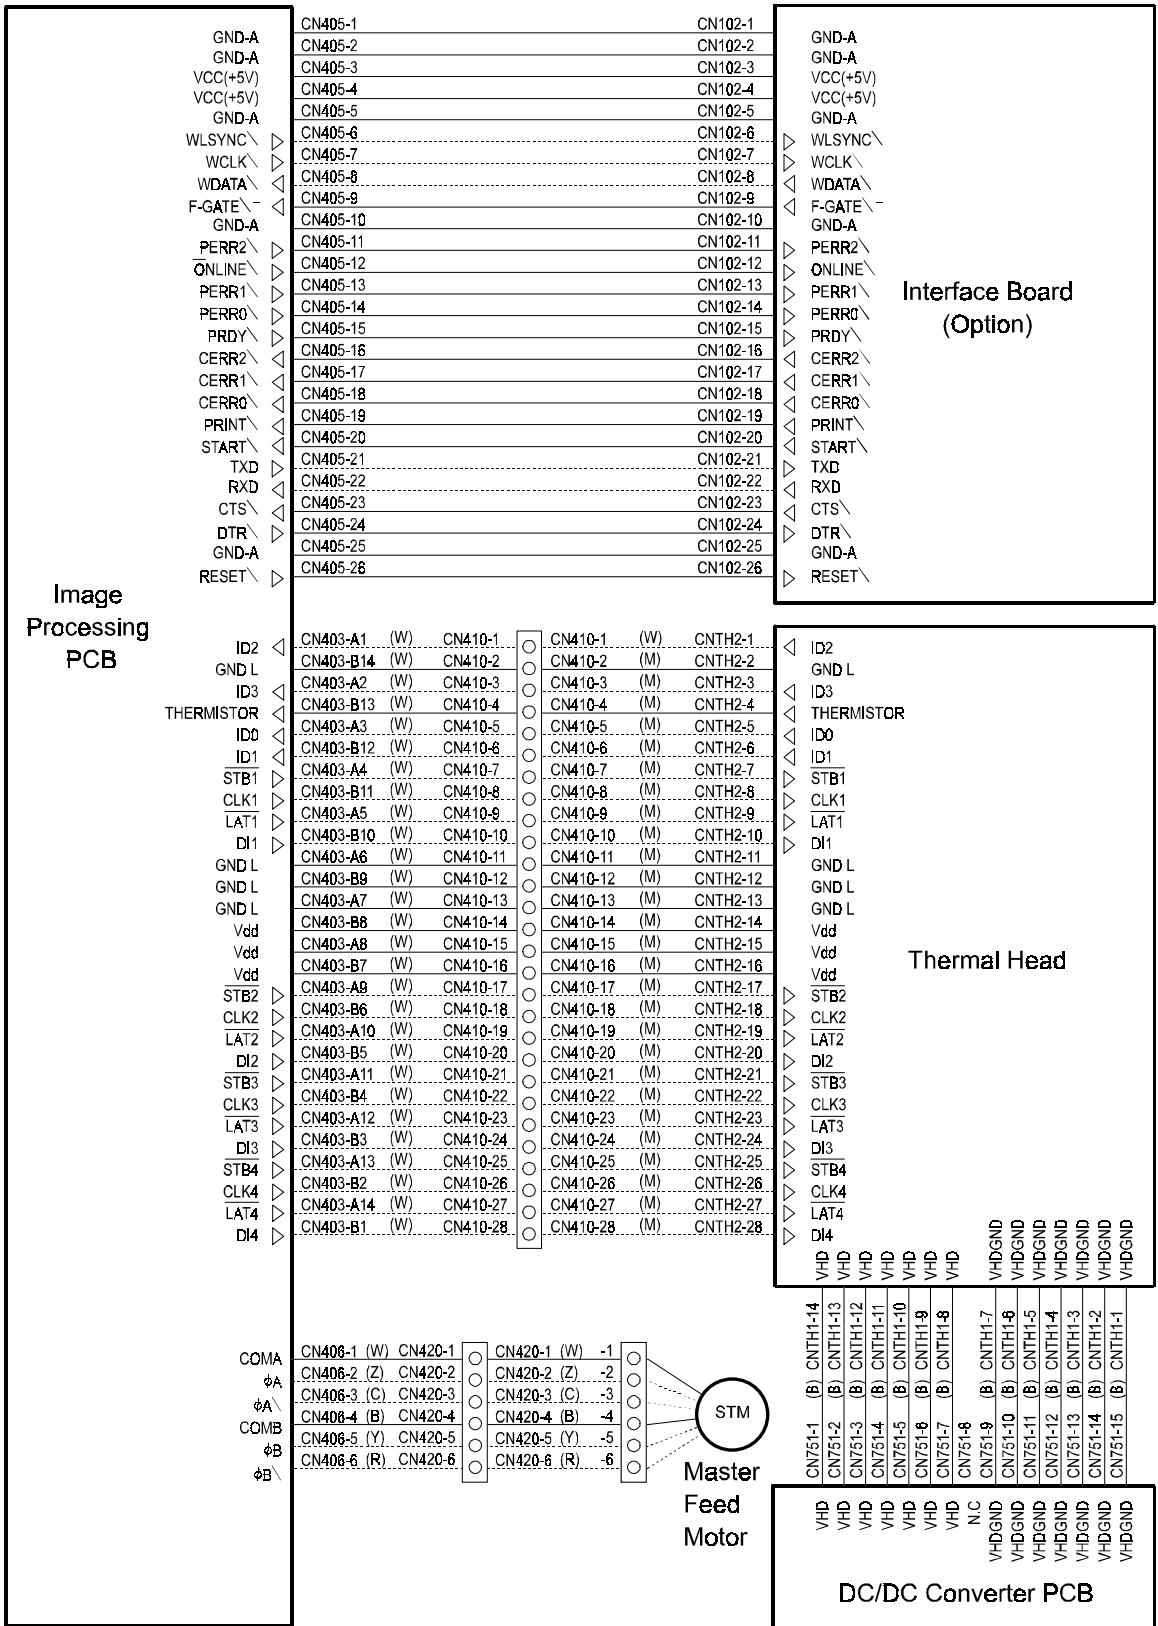 CN405-1 CN102-1
GND-A GND-A
CN405-2 CN102-2
GND-A GND-A
CN405-3 CN102-3
VCC(+5V) VCC(+5V)
CN405-4 CN102-4
VCC(+5V) VCC(+5V)
CN405-5 CN102-5
GND-A GND-A
CN405-6 CN102-6
WLSYNC\ WLSYNC\
CN405-7 CN102-7
WCLK\ WCLK\
CN405-8 CN102-8
WDATA\ WDATA\
CN405-9 CN102-9
F-GATE\ F-GATE\
CN405-10 CN102-10
GND-A GND-A
CN405-11 CN102-11
PERR2\ PERR2\
CN405-12 CN102-12
ONLINE\ ONLINE\
CN405-13 CN102-13
PERR1\ PERR1\
CN405-14 CN102-14
PERR0\ PERR0\
CN405-15 CN102-15
PRDY\ PRDY\
CN405-16 CN102-16
CERR2\ CERR2\
CN405-17 CN102-17
CERR1\ CERR1\
CN405-18 CN102-18
CERR0\ CERR0\
CN405-19 CN102-19
PRINT\ PRINT\
CN405-20 CN102-20
START\ START\
CN405-21 CN102-21
TXD TXD
CN405-22 CN102-22
RXD RXD
CN405-23 CN102-23
CTS\ CTS\
CN405-24 CN102-24
DTR\ DTR\
CN405-25 CN102-25
GND-A GND-A
CN405-26 CN102-26
RESET\ RESET\
Interface Board
(Option)
Image
Processing
PCB
CN403-A1 (W) CN410-1 CN410-1 (W) CNTH2-1
ID2 ID2
CN403-B14 (W) CN410-2 CN410-2 (M) CNTH2-2
GND L GND L
CN403-A2 (W) CN410-3 CN410-3 (M) CNTH2-3
ID3 ID3
CN403-B13 (W) CN410-4 CN410-4 (M) CNTH2-4
THERMISTOR THERMISTOR
CN403-A3 (W) CN410-5 CN410-5 (M) CNTH2-5
ID0 ID0
CN403-B12 (W) CN410-6 CN410-6 (M) CNTH2-6
ID1 ID1
CN403-A4 (W) CN410-7 CN410-7 (M) CNTH2-7
STB1 STB1
CN403-B11 (W) CN410-8 CN410-8 (M) CNTH2-8
CLK1 CLK1
CN403-A5 (W) CN410-9 CN410-9 (M) CNTH2-9
LAT1 LAT1
CN403-B10 (W) CN410-10 CN410-10 (M) CNTH2-10
DI1 DI1
CN403-A6 (W) CN410-11 CN410-11 (M) CNTH2-11
GND L GND L
CN403-B9 (W) CN410-12 CN410-12 (M) CNTH2-12
GND L GND L
CN403-A7 (W) CN410-13 CN410-13 (M) CNTH2-13
GND L GND L
CN403-B8 (W) CN410-14 CN410-14 (M) CNTH2-14
Vdd Vdd
CN403-A8 (W) CN410-15 CN410-15 (M) CNTH2-15
Vdd Vdd
CN403-B7 (W) CN410-16 CN410-16 (M) CNTH2-16
Vdd Vdd
CN403-A9 (W) CN410-17 CN410-17 (M) CNTH2-17
STB2 STB2
CN403-B6 (W) CN410-18 CN410-18 (M) CNTH2-18
CLK2 CLK2
CN403-A10 (W) CN410-19 CN410-19 (M) CNTH2-19
LAT2 LAT2
CN403-B5 (W) CN410-20 CN410-20 (M) CNTH2-20
DI2 DI2
CN403-A11 (W) CN410-21 CN410-21 (M) CNTH2-21
STB3 STB3
CN403-B4 (W) CN410-22 CN410-22 (M) CNTH2-22
CLK3 CLK3
CN403-A12 (W) CN410-23 CN410-23 (M) CNTH2-23
LAT3 LAT3
CN403-B3 (W) CN410-24 CN410-24 (M) CNTH2-24
DI3 DI3
CN403-A13 (W) CN410-25 CN410-25 (M) CNTH2-25
STB4 STB4
CN403-B2 (W) CN410-26 CN410-26 (M) CNTH2-26
CLK4 CLK4
CN403-A14 (W) CN410-27 CN410-27 (M) CNTH2-27
LAT4 LAT4
CN403-B1 (W) CN410-28 CN410-28 (M) CNTH2-28
DI4 DI4
Thermal Head
VHD VHD VHD VHD VHD VHD VHD VHDGND VHDGND VHDGND VHDGND VHDGND VHDGND VHDGND
(B) CNTH1-14
(B) CNTH1-13
(B) CNTH1-12
(B) CNTH1-11
(B) CNTH1-10
(B) CNTH1-9
(B) CNTH1-8
(B) CNTH1-7
(B) CNTH1-6
(B) CNTH1-5
(B) CNTH1-4
(B) CNTH1-3
(B) CNTH1-2
(B) CNTH1-1
CN751-1
CN751-2
CN751-3
CN751-4
CN751-5
CN751-6
CN751-7
CN751-8
CN751-9
CN751-10
CN751-11
CN751-12
CN751-13
CN751-14
CN751-15
VHD VHD VHD VHD VHD VHD VHD N.C VHDGND VHDGND VHDGND VHDGND VHDGND VHDGND VHDGND
DC/DC Converter PCB
CN406-1 (W) CN420-1 CN420-1 (W) -1
COMA
CN406-2 (Z) CN420-2 CN420-2 (Z) -2
ϕA
CN406-3 (C) CN420-3 CN420-3 (C) -3
ϕA\
CN406-4 (B) CN420-4 CN420-4 (B) -4
COMB
CN406-5 (Y) CN420-5 CN420-5 (Y) -5
ϕB
CN406-6 (R) CN420-6 CN420-6 (R) -6
ϕB\
STM
Master
Feed
Motor